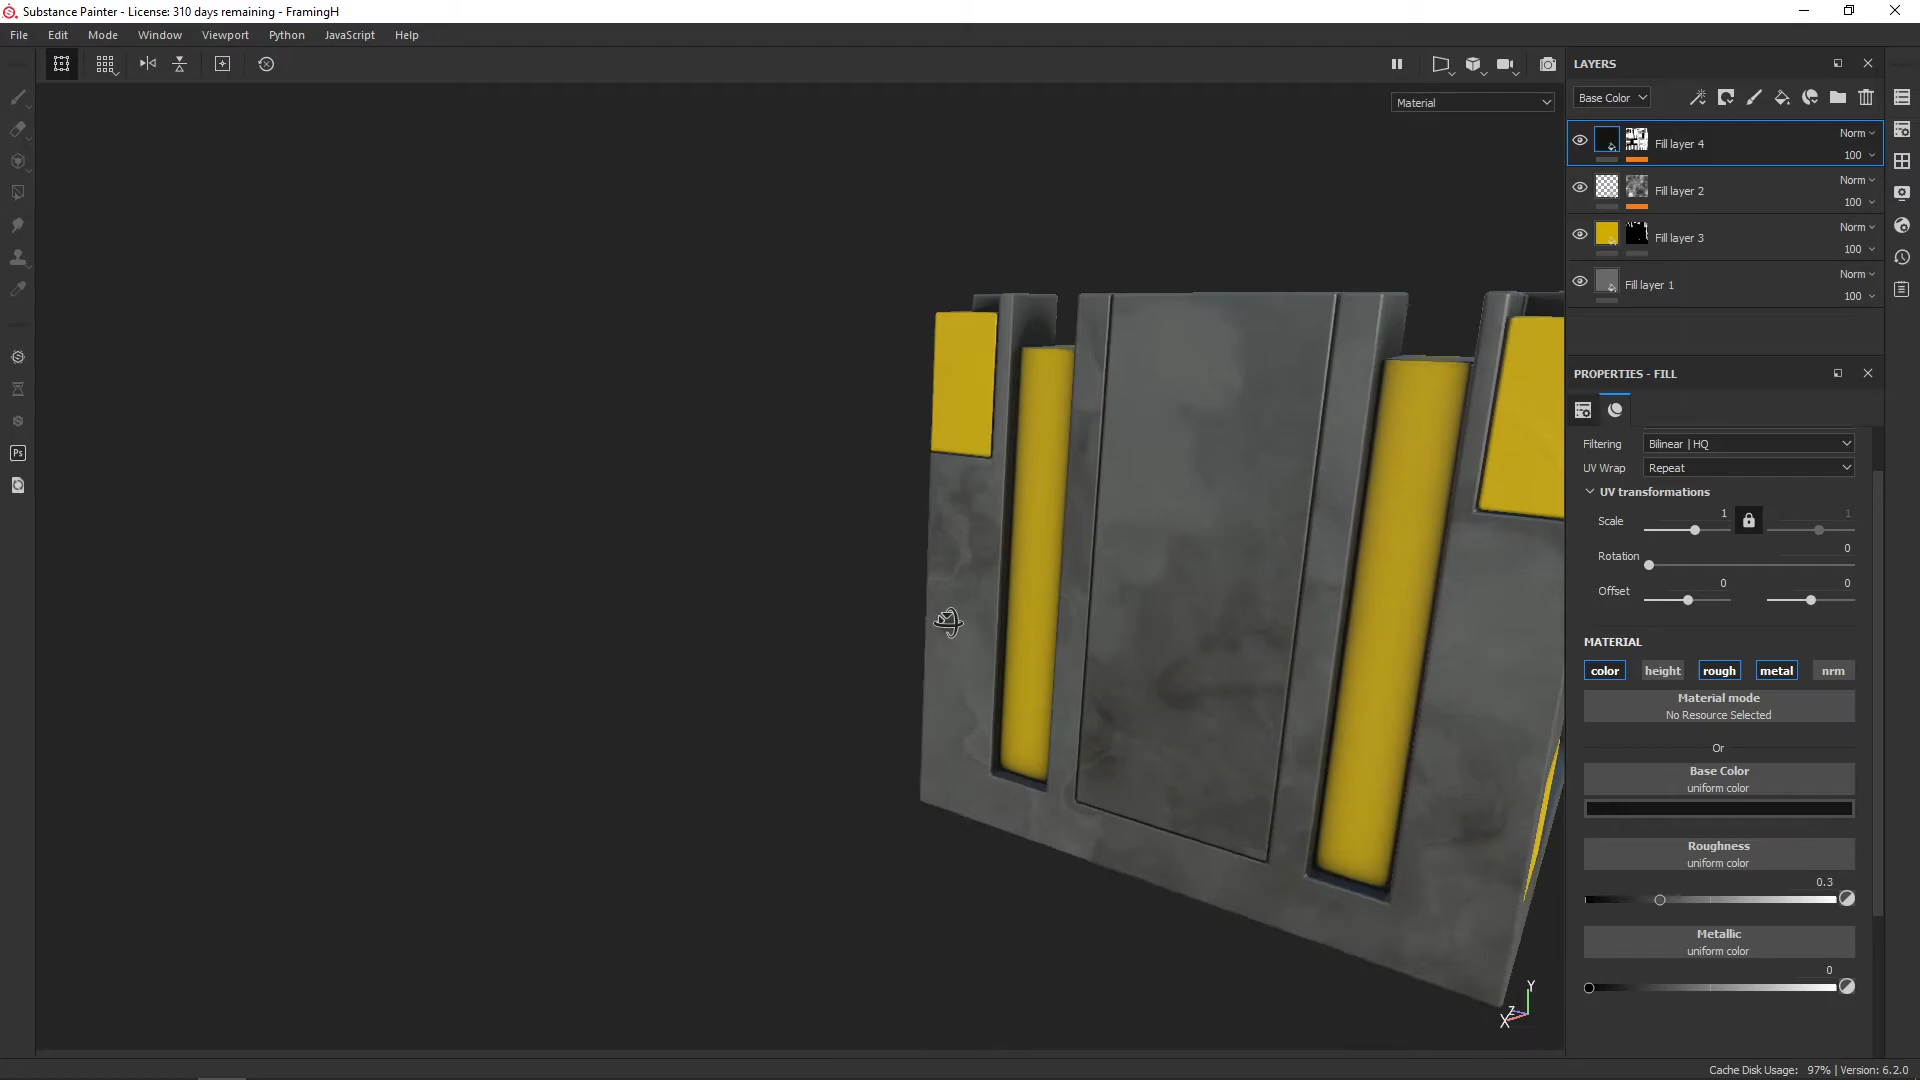 Substance Painter - License: 310 days remaining - FramingH
File Edit Mode Window Viewport Python JavaScript Help
Material
LAYERS
Base Color
Fill layer 4
Norm
100
Fill layer 2
Norm
100
Fill layer 3
Norm
100
Fill layer 1
Norm
100
PROPERTIES - FILL
Filtering Bilinear | HQ
UV Wrap Repeat
UV transformations
Scale 1 1
Rotation 0
Offset 0 0
MATERIAL
color height rough metal nrm
Material mode
No Resource Selected
Or
Base Color
uniform color
Roughness
uniform color
0.3
Metallic
uniform color
0
Ps
Y
Z
X
Cache Disk Usage: 97% | Version: 6.2.0